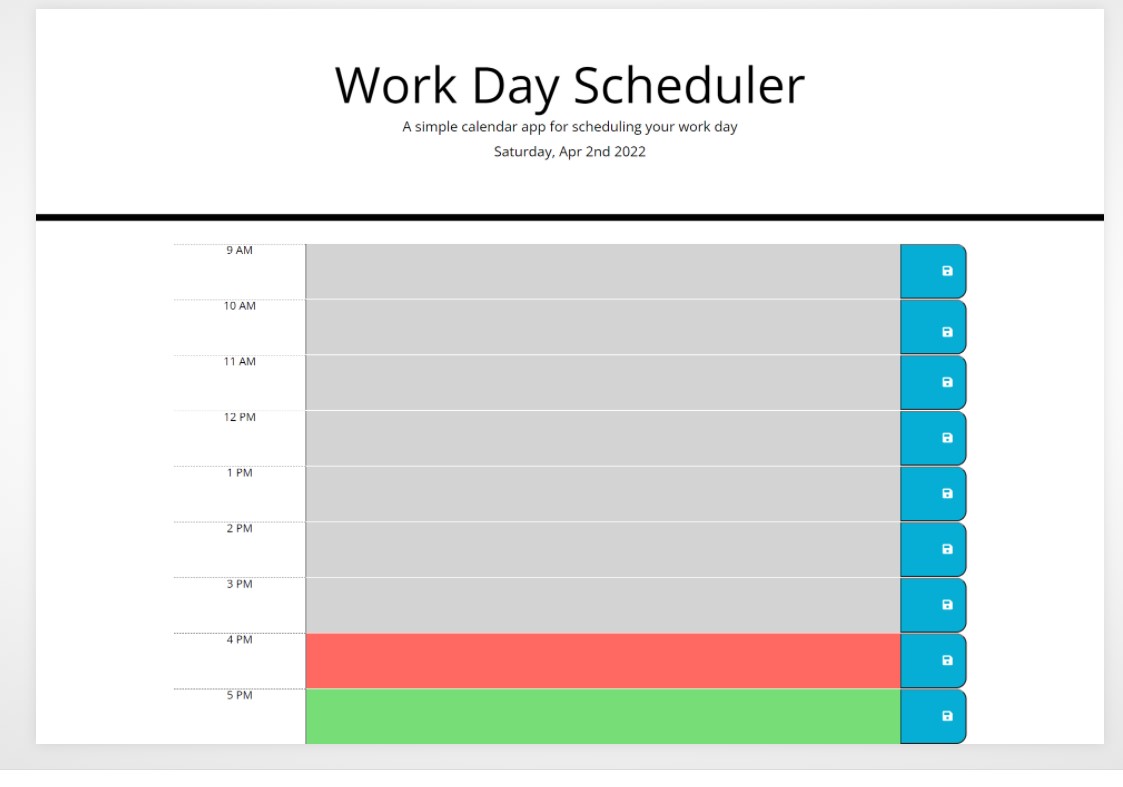 Work Day Scheduler
A simple calendar app for scheduling your work day
Saturday, Apr 2nd 2022
9 AM
10 AM
11 AM
12 PM
1 PM
2 PM
3 PM
4 PM
5 PM